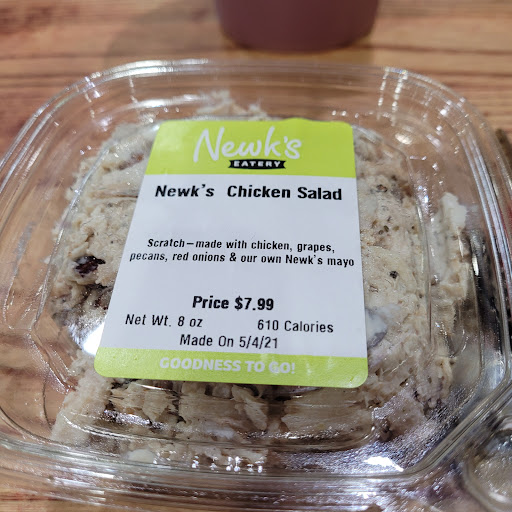 Newk's
EATERY
Newk's Chicken Salad
Scratch-made with chicken, grapes,
pecans, red onions & our own Newk's mayo
Price $7.99
Net Wt. 8 oz 610 Calories
Made On 5/4/21
GOODNESS TO GO!